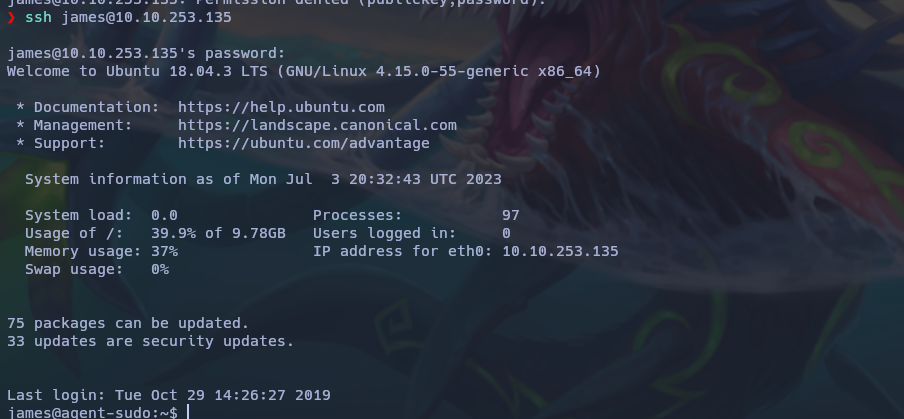 james@10.10.253.135: Permission denied (publickey,password).
❯ ssh james@10.10.253.135
james@10.10.253.135's password:
Welcome to Ubuntu 18.04.3 LTS (GNU/Linux 4.15.0-55-generic x86_64)
* Documentation:  https://help.ubuntu.com
* Management:     https://landscape.canonical.com
* Support:        https://ubuntu.com/advantage
System information as of Mon Jul  3 20:32:43 UTC 2023
System load:  0.0               Processes:           97
Usage of /:   39.9% of 9.78GB   Users logged in:     0
Memory usage: 37%               IP address for eth0: 10.10.253.135
Swap usage:   0%
75 packages can be updated.
33 updates are security updates.
Last login: Tue Oct 29 14:26:27 2019
james@agent-sudo:~$